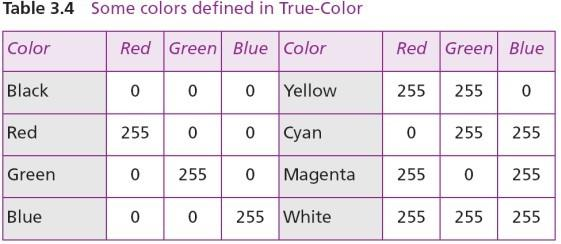 Table 3.4 Some colors defined in True-Color
Color Red Green Blue Color Red Green Blue
Black 0 0 0 Yellow 255 255 0
Red 255 0 0 Cyan 0 255 255
Green 0 255 0 Magenta 255 0 255
Blue 0 0 255 White 255 255 255